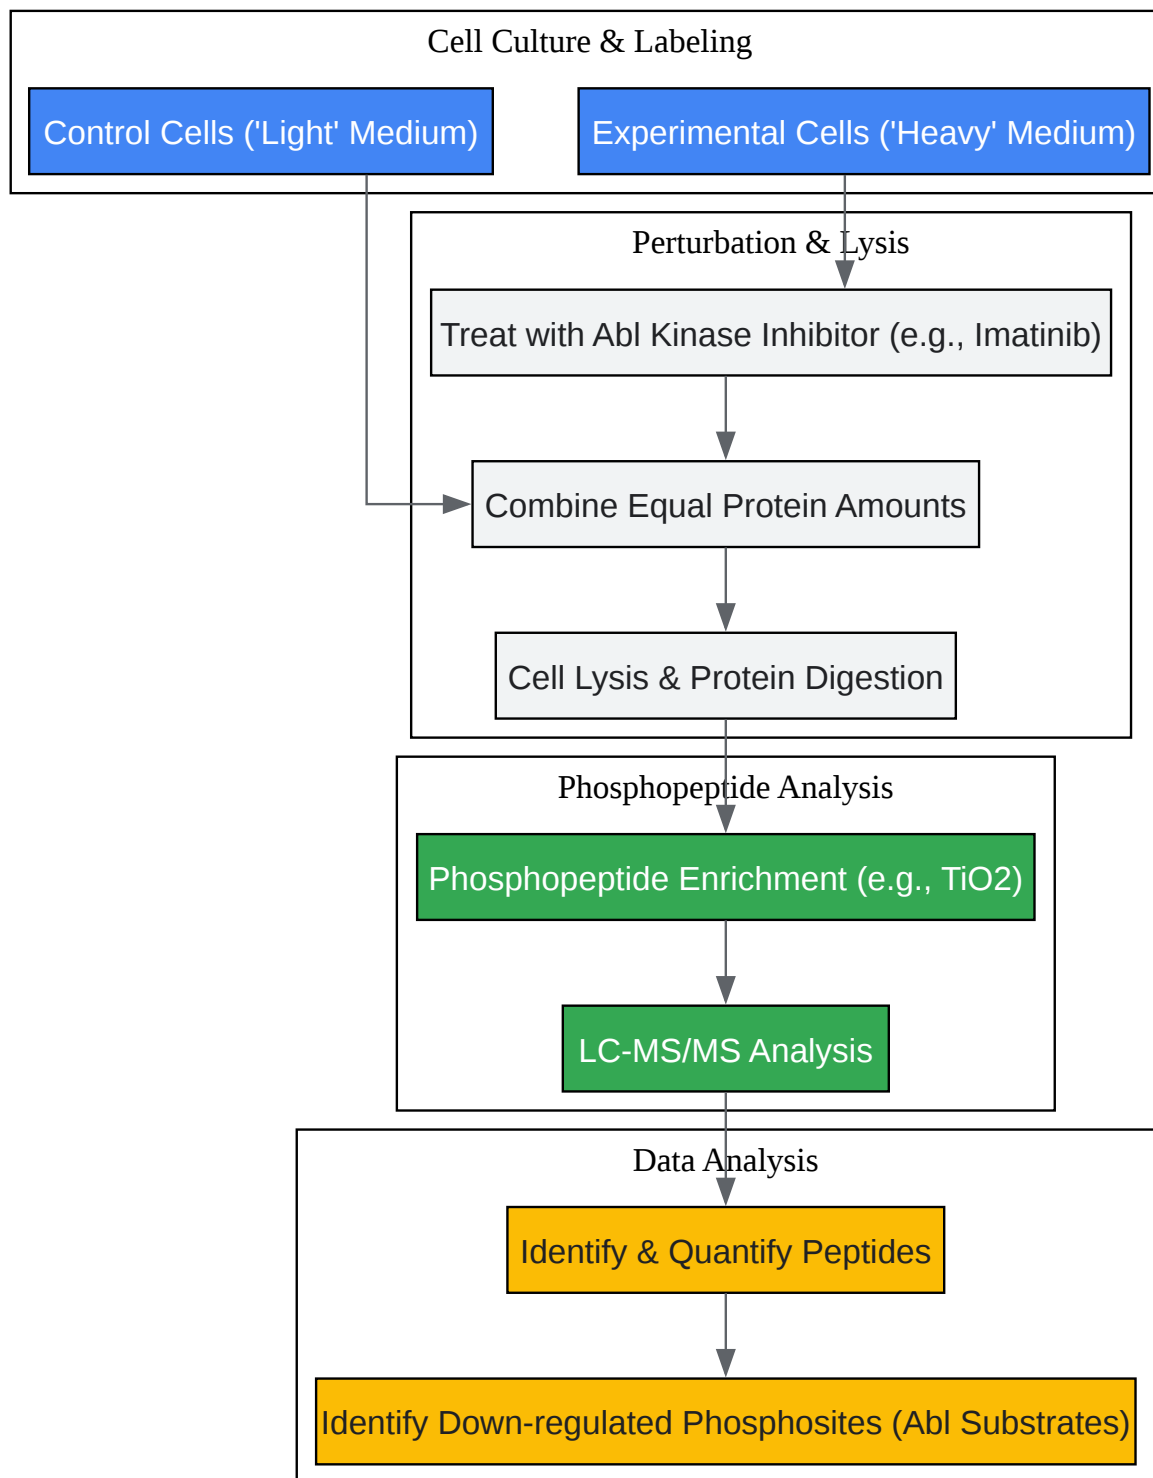 Cell Culture & Labeling
Control Cells ('Light' Medium)
Experimental Cells ('Heavy' Medium)
Perturbation & Lysis
Treat with Abl Kinase Inhibitor (e.g., Imatinib)
Combine Equal Protein Amounts
Cell Lysis & Protein Digestion
Phosphopeptide Analysis
Phosphopeptide Enrichment (e.g., TiO2)
LC-MS/MS Analysis
Data Analysis
Identify & Quantify Peptides
Identify Down-regulated Phosphosites (Abl Substrates)